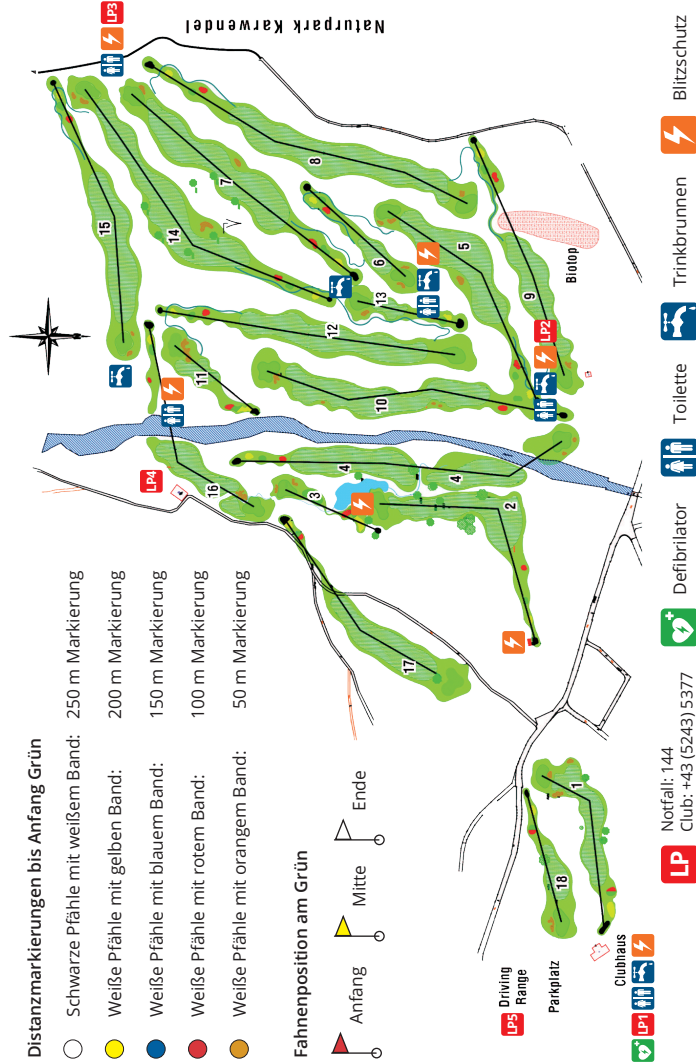 Distanzmarkierungen bis Anfang Grün
Schwarze Pfähle mit weißem Band: 250 m Markierung
Weiße Pfähle mit gelben Band: 200 m Markierung
Weiße Pfähle mit blauem Band: 150 m Markierung
Weiße Pfähle mit rotem Band: 100 m Markierung
Weiße Pfähle mit orangem Band: 50 m Markierung
Fahnenposition am Grün
Anfang
Mitte
Ende
Naturpark Karwendel
LP3
15
14
7
8
6
5
13
12
11
10
9
Biotop
LP2
LP4
16
4
3
4
2
17
1
18
LP5
Driving
Range
Parkplatz
Clubhaus
LP1
LP
Notfall: 144
Club: +43 (5243) 5377
Defibrilator
Toilette
Trinkbrunnen
Blitzschutz